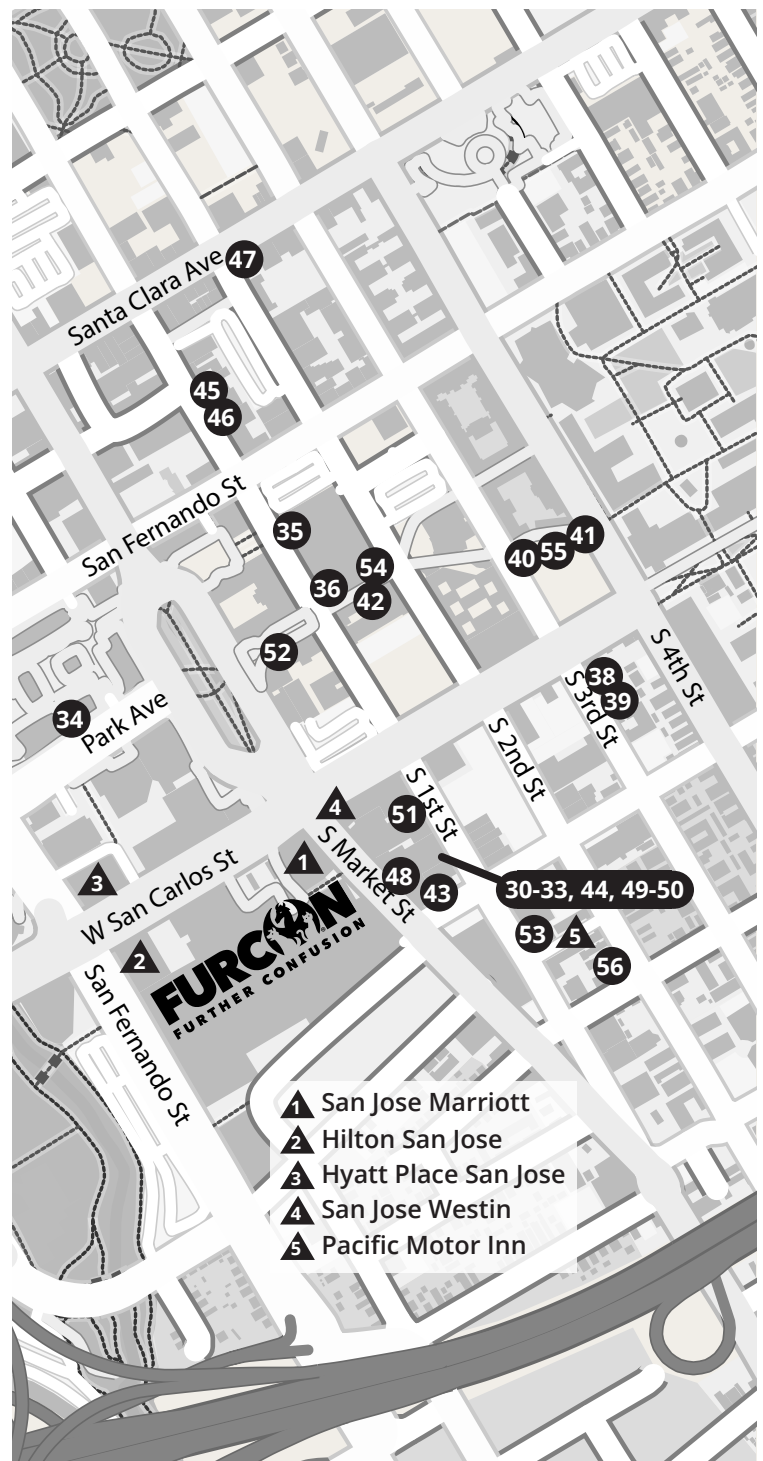 47
Santa Clara Ave
45
46
San Fernando St
35
41
40
55
54
36
42
52
S 4th St
38
S 3rd St
39
34
Park Ave
S 2nd St
S 1st St
4
51
S Market St
1
48
43
30-33, 44, 49-50
3
W San Carlos St
53
5
2
56
FURCON
FURTHER CONFUSION
San Fernando St
1 San Jose Marriott
2 Hilton San Jose
3 Hyatt Place San Jose
4 San Jose Westin
5 Pacific Motor Inn